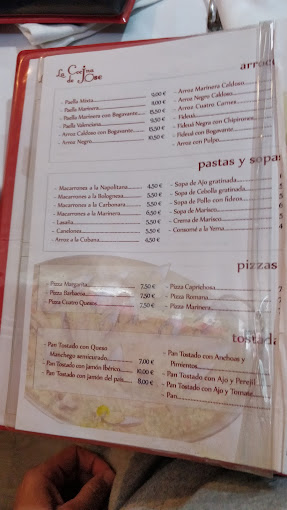 La Cocina
de Jose
arroc
- Paella Mixta 9,00 €
- Paella Marinera 9,00 €
- Paella Marinera con Bogavante 15,50 €
- Paella Valenciana 9,50 €
- Arroz Caldoso con Bogavante 15,50 €
- Arroz Negro 10,50 €
- Arroz Marinera Caldoso
- Arroz Negro Caldoso
- Arroz Cuatro Carnes
- Fideuá
- Fideuá Negro con Chipirones
- Fideuá con Bogavante
- Arroz con Pulpo
pastas y sopas
- Macarrones a la Napolitana 4,50 €
- Macarrones a la Bolognesa 5,50 €
- Macarrones a la Carbonara 5,50 €
- Macarrones a la Marinera 6,50 €
- Lasaña 5,50 €
- Canelones 5,50 €
- Arroz a la Cubana 4,50 €
- Sopa de Ajo gratinada
- Sopa de Cebolla gratinada
- Sopa de Pollo con fideos
- Sopa de Marisco
- Crema de Marisco
- Consomé a la Yema
pizzas
- Pizza Margarita 7,50 €
- Pizza Barbacoa 7,50 €
- Pizza Cuatro Quesos 7,50 €
- Pizza Caprichosa
- Pizza Romana
- Pizza Marinera
tostada
- Pan Tostado con Queso
Manchego semicurado 7,00 €
- Pan Tostado con Jamón Ibérico 10,00 €
- Pan Tostado con jamón del país 8,00 €
- Pan Tostado con Anchoas y
Pimientos
- Pan Tostado con Ajo y Perejil
- Pan Tostado con Ajo y Tomate
- Pan